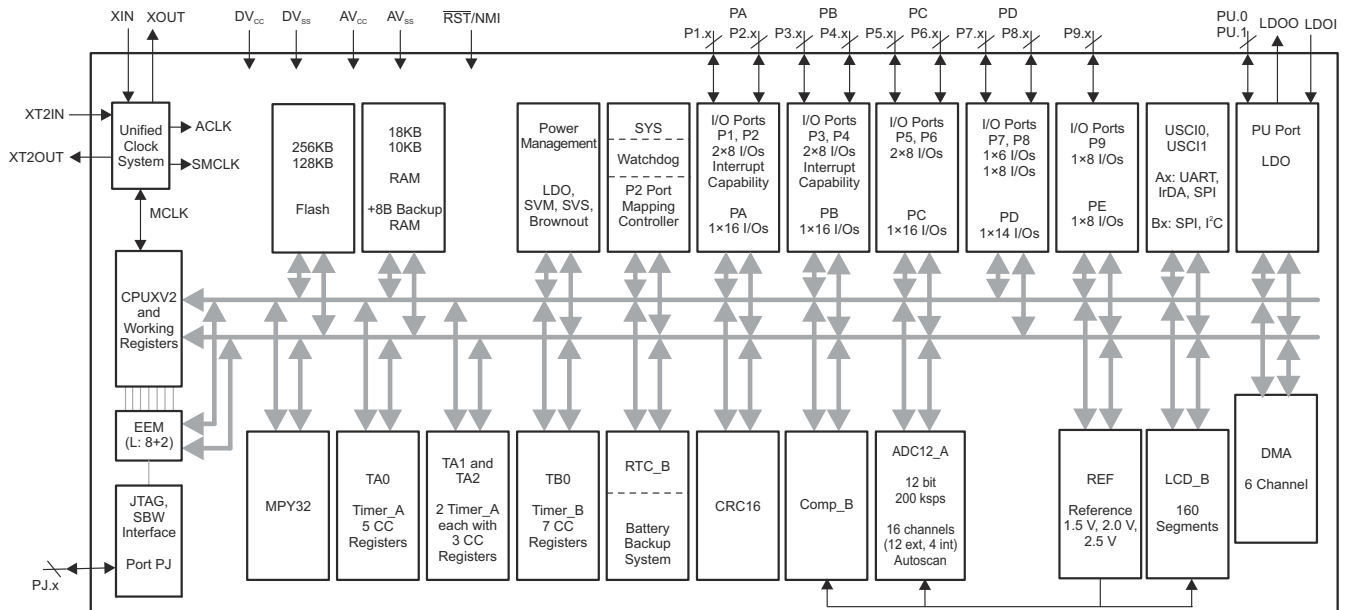 XIN XOUT DVCC DVSS AVCC AVSS RST/NMI PA PB PC PD PU.0 LDOO LDOI
P1.x P2.x P3.x P4.x P5.x P6.x P7.x P8.x P9.x PU.1
XT2IN
XT2OUT
Unified
Clock
System
ACLK
SMCLK
MCLK
256KB
128KB
Flash
18KB
10KB
RAM
+8B Backup
RAM
Power
Management
LDO,
SVM, SVS,
Brownout
SYS
Watchdog
P2 Port
Mapping
Controller
I/O Ports
P1, P2
2×8 I/Os
Interrupt
Capability
PA
1×16 I/Os
I/O Ports
P3, P4
2×8 I/Os
Interrupt
Capability
PB
1×16 I/Os
I/O Ports
P5, P6
2×8 I/Os
PC
1×16 I/Os
I/O Ports
P7, P8
1×6 I/Os
1×8 I/Os
PD
1×14 I/Os
I/O Ports
P9
1×8 I/Os
PE
1×8 I/Os
USCI0,
USCI1
Ax: UART,
IrDA, SPI
Bx: SPI, I²C
PU Port
LDO
CPUXV2
and
Working
Registers
EEM
(L: 8+2)
JTAG,
SBW
Interface
Port PJ
PJ.x
MPY32
TA0
Timer_A
5 CC
Registers
TA1 and
TA2
2 Timer_A
each with
3 CC
Registers
TB0
Timer_B
7 CC
Registers
RTC_B
Battery
Backup
System
CRC16
Comp_B
ADC12_A
12 bit
200 ksps
16 channels
(12 ext, 4 int)
Autoscan
REF
Reference
1.5 V, 2.0 V,
2.5 V
LCD_B
160
Segments
DMA
6 Channel